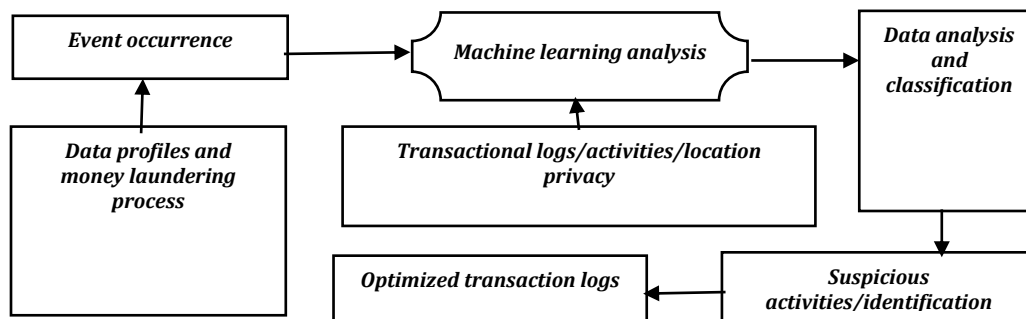 Event occurrence
Machine learning analysis
Data analysis
and
classification
Data profiles and
money laundering
process
Transactional logs/activities/location
privacy
Optimized transaction logs
Suspicious
activities/identification